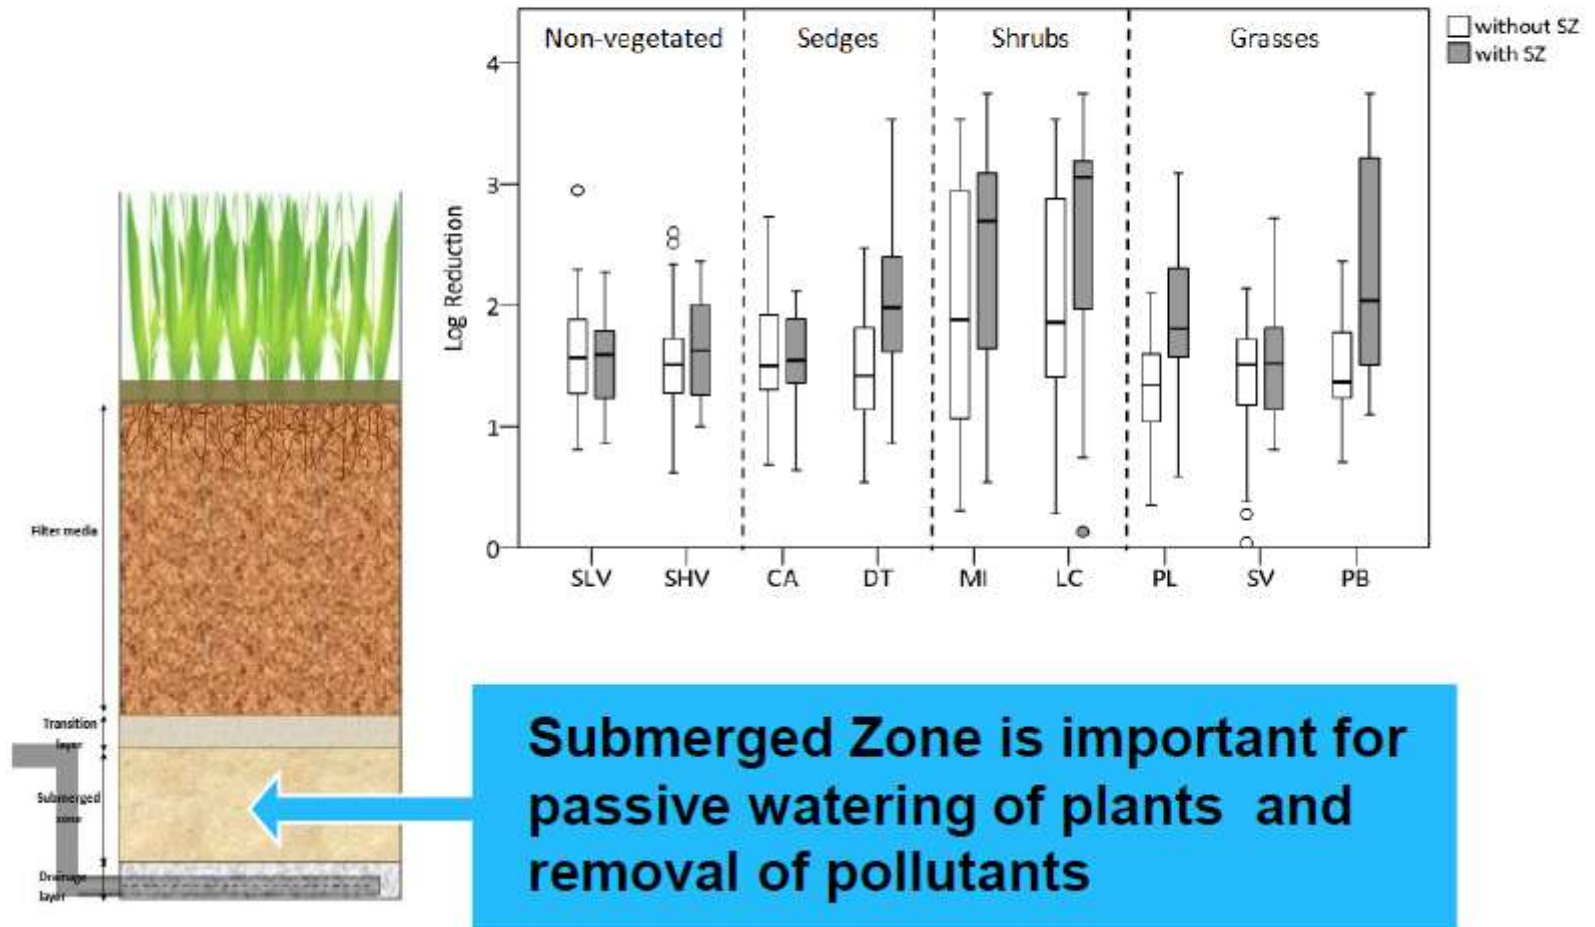 Non-vegetated
Sedges
Shrubs
Grasses
without SZ
with SZ
4
3
2
1
0
Log Reduction
SLV
SHV
CA
DT
MI
LC
PL
SV
PB
Filter media
Transition
layer
Submerged
zone
Drainage
layer
Submerged Zone is important for
passive watering of plants and
removal of pollutants